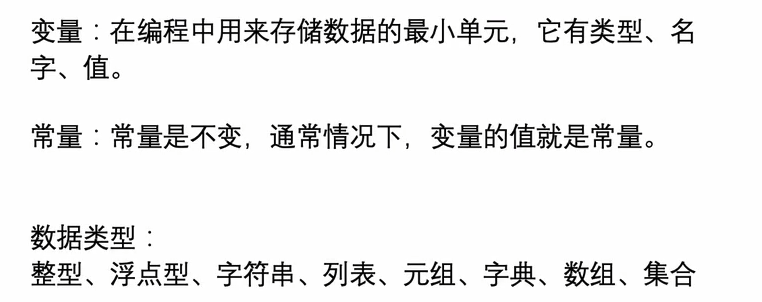 变量：在编程中用来存储数据的最小单元，它有类型、名
字、值。
常量：常量是不变，通常情况下，变量的值就是常量。
数据类型：
整型、浮点型、字符串、列表、元组、字典、数组、集合